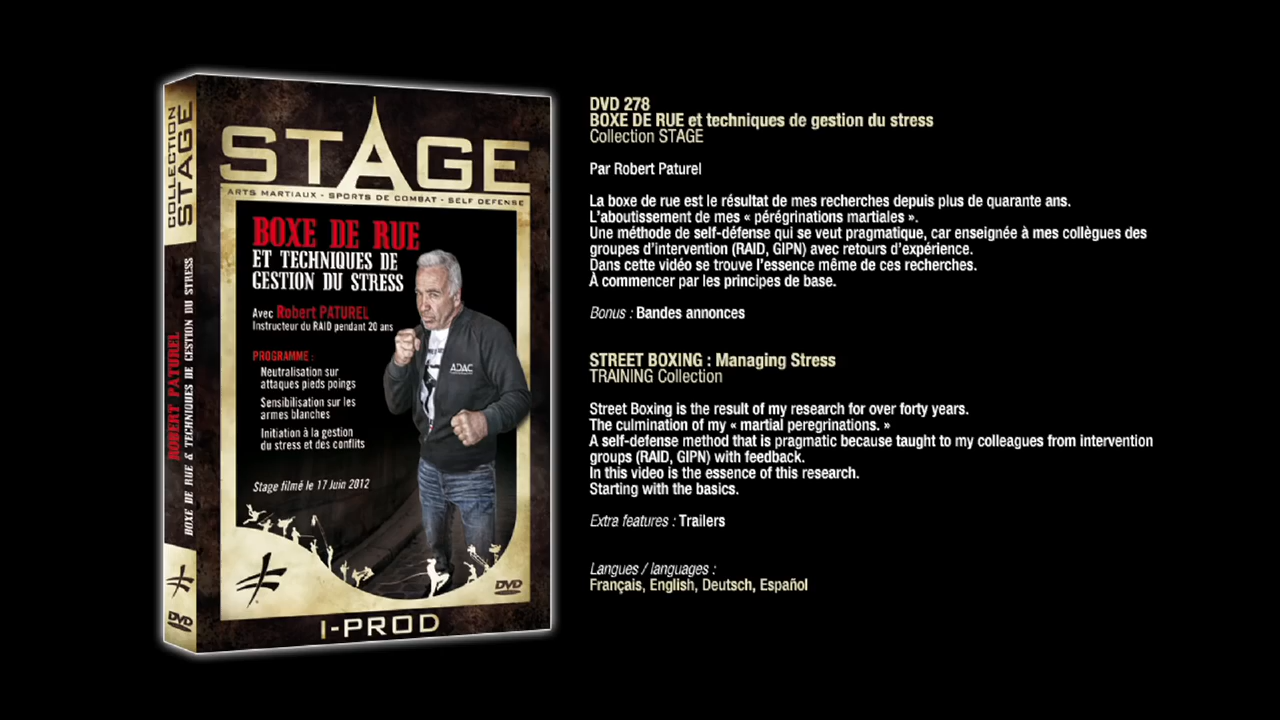 COLLECTION
STAGE
ROBERT PATUREL
BOXE DE RUE & TECHNIQUES DE GESTION DU STRESS
DVD
STAGE
ARTS MARTIAUX - SPORTS DE COMBAT - SELF DEFENSE
BOXE DE RUE
ET TECHNIQUES DE
GESTION DU STRESS
Avec Robert PATUREL
Instructeur du RAID pendant 20 ans
PROGRAMME :
Neutralisation sur
attaques pieds poings
Sensibilisation sur les
armes blanches
Initiation à la gestion
du stress et des conflits
Stage filmé le 17 Juin 2012
ADAC
DVD
I-PROD
DVD 278
BOXE DE RUE et techniques de gestion du stress
Collection STAGE
Par Robert Paturel
La boxe de rue est le résultat de mes recherches depuis plus de quarante ans.
L'aboutissement de mes « pérégrinations martiales ».
Une méthode de self-défense qui se veut pragmatique, car enseignée à mes collègues des
groupes d'intervention (RAID, GIPN) avec retours d'expérience.
Dans cette vidéo se trouve l'essence même de ces recherches.
À commencer par les principes de base.
Bonus : Bandes annonces
STREET BOXING : Managing Stress
TRAINING Collection
Street Boxing is the result of my research for over forty years.
The culmination of my « martial peregrinations. »
A self-defense method that is pragmatic because taught to my colleagues from intervention
groups (RAID, GIPN) with feedback.
In this video is the essence of this research.
Starting with the basics.
Extra features : Trailers
Langues / languages :
Français, English, Deutsch, Español